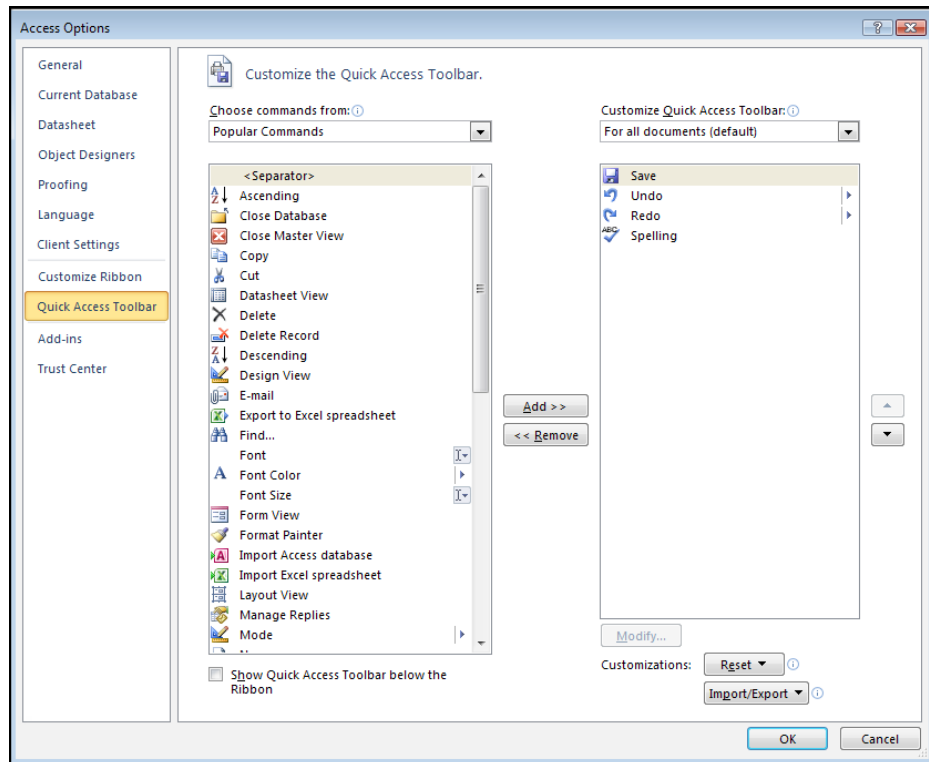 Access Options
General
Current Database
Datasheet
Object Designers
Proofing
Language
Client Settings
Customize Ribbon
Quick Access Toolbar
Add-ins
Trust Center
Customize the Quick Access Toolbar.
Choose commands from:
Popular Commands
<Separator>
Ascending
Close Database
Close Master View
Copy
Cut
Datasheet View
Delete
Delete Record
Descending
Design View
E-mail
Export to Excel spreadsheet
Find...
Font
Font Color
Font Size
Form View
Format Painter
Import Access database
Import Excel spreadsheet
Layout View
Manage Replies
Mode
Show Quick Access Toolbar below the
Ribbon
Add >>
<< Remove
Customize Quick Access Toolbar:
For all documents (default)
Save
Undo
Redo
Spelling
Modify...
Customizations:
Reset
Import/Export
OK
Cancel